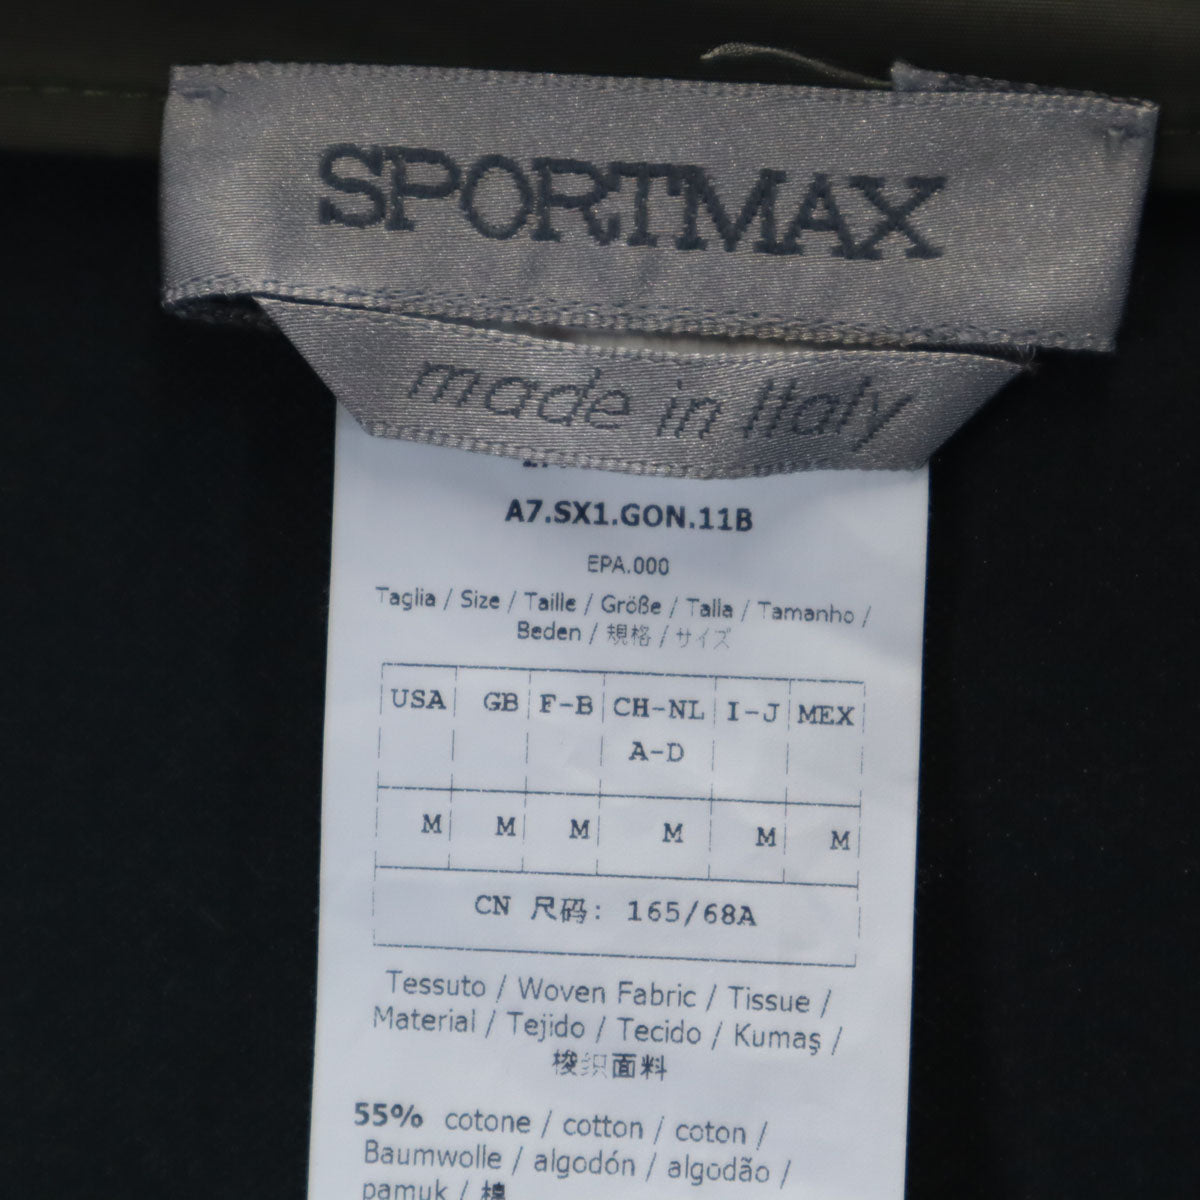 SPORTMAX
made in Italy
A7.SX1.GON.11B
EPA.000
Taglia / Size / Taille / Größe / Talla / Tamanho /
Beden / 規格 / サイズ
USA GB F-B CH-NL I-J MEX
A-D
M M M M M M
CN 尺码: 165/68A
Tessuto / Woven Fabric / Tissue /
Material / Tejido / Tecido / Kumaş /
梭织面料
55% cotone / cotton / coton /
Baumwolle / algodón / algodão /
pamuk / 棉